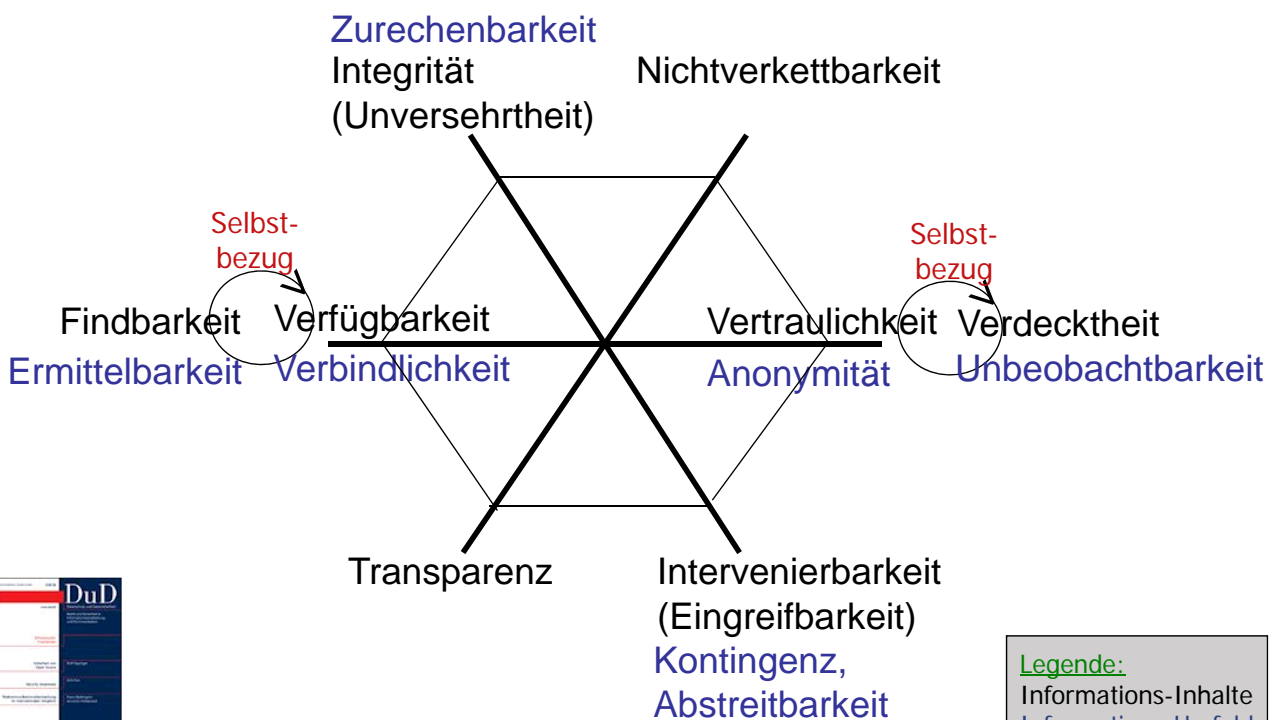 Zurechenbarkeit
Integrität
(Unversehrtheit)
Nichtverkettbarkeit
Selbst-
bezug
Selbst-
bezug
Findbarkeit
Verfügbarkeit
Vertraulichkeit
Verdecktheit
Ermittelbarkeit
Verbindlichkeit
Anonymität
Unbeobachtbarkeit
Transparenz
Intervenierbarkeit
(Eingreifbarkeit)
Kontingenz,
Abstreitbarkeit
DuD
Legende:
Informations-Inhalte